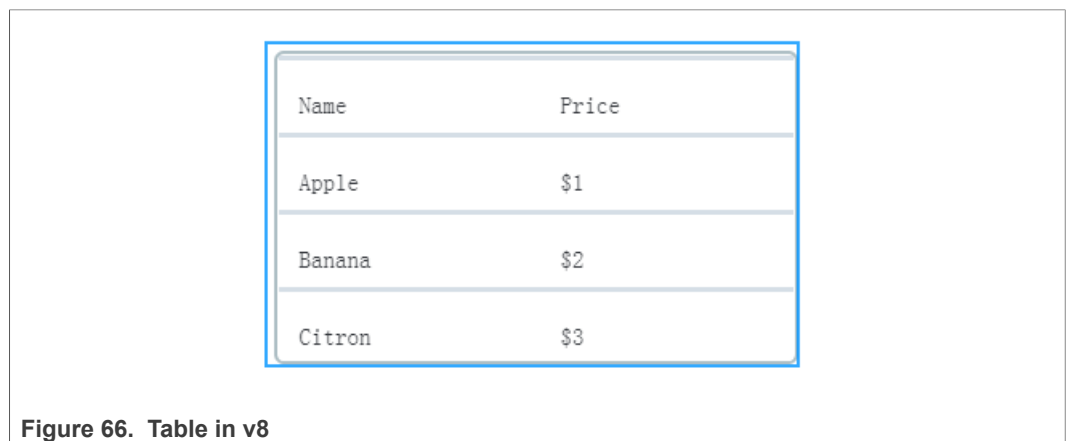 Name Price
Apple $1
Banana $2
Citron $3
Figure 66. Table in v8